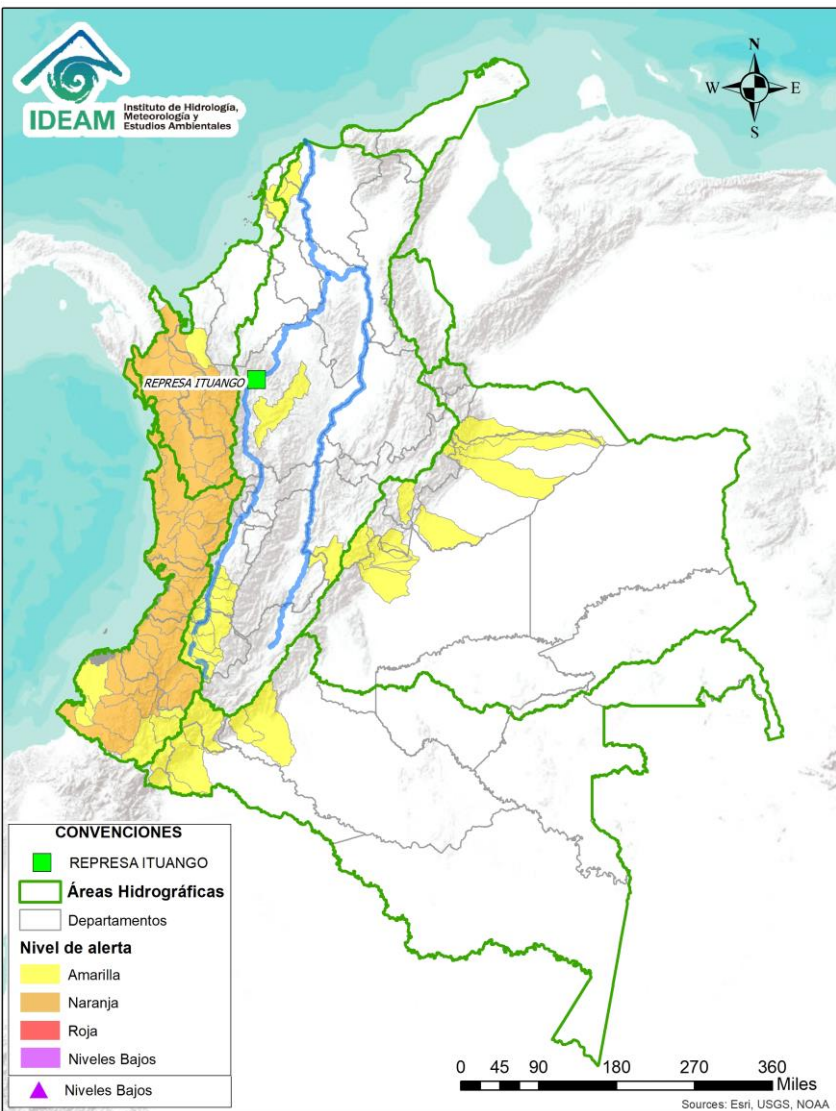 IDEAM
Instituto de Hidrología,
Meteorología y
Estudios Ambientales
N
W
E
S
REPRESA ITUANGO
CONVENCIONES
REPRESA ITUANGO
Áreas Hidrográficas
Departamentos
Nivel de alerta
Amarilla
Naranja
Roja
Niveles Bajos
Niveles Bajos
0 45 90 180 270 360
Miles
Sources: Esri, USGS, NOAA